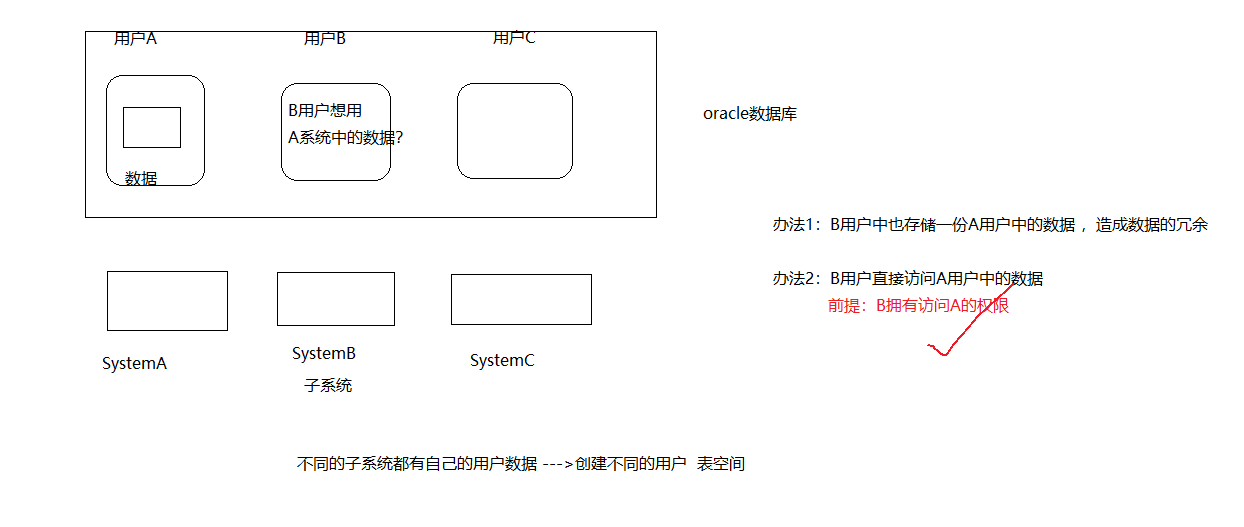 用户A
用户B
用户C
B用户想用
A系统中的数据?
数据
oracle数据库
办法1：B用户中也存储一份A用户中的数据 ，造成数据的冗余
办法2：B用户直接访问A用户中的数据
前提：B拥有访问A的权限
SystemA
SystemB
SystemC
子系统
不同的子系统都有自己的用户数据 --->创建不同的用户 表空间